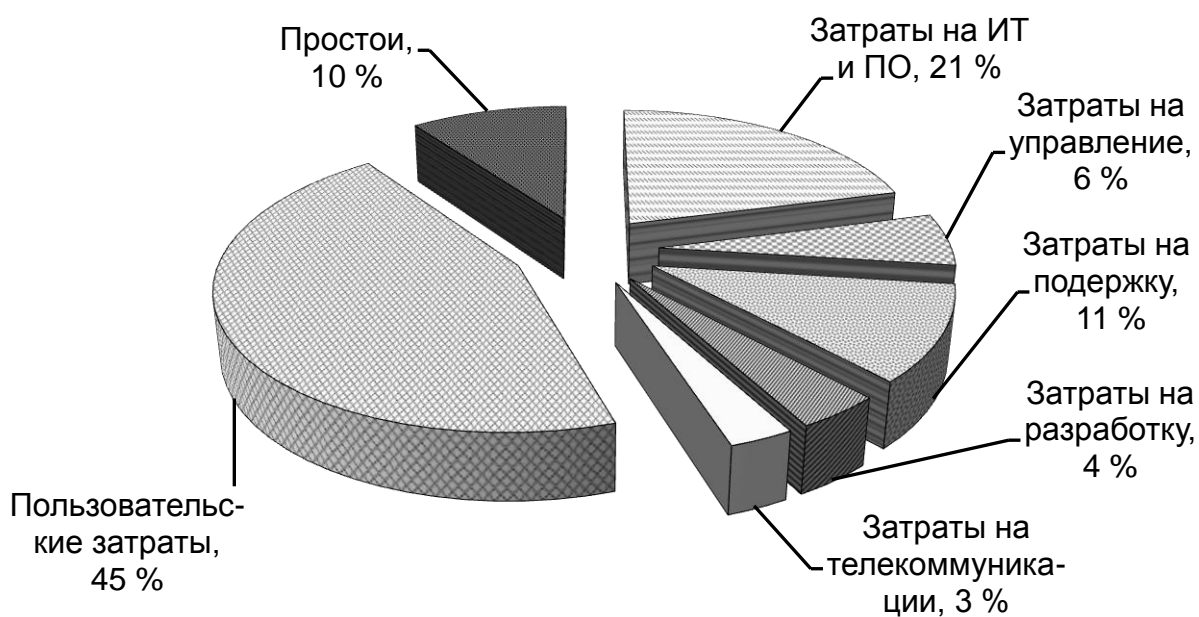 Простои,
10 %
Затраты на ИТ
и ПО, 21 %
Затраты на
управление,
6 %
Затраты на
подержку,
11 %
Затраты на
разработку,
4 %
Затраты на
телекоммуника-
ции, 3 %
Пользовательс-
кие затраты,
45 %